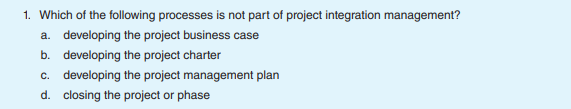 1. Which of the following processes is not part of project integration management?
a. developing the project business case
b. developing the project charter
c. developing the project management plan
d. closing the project or phase